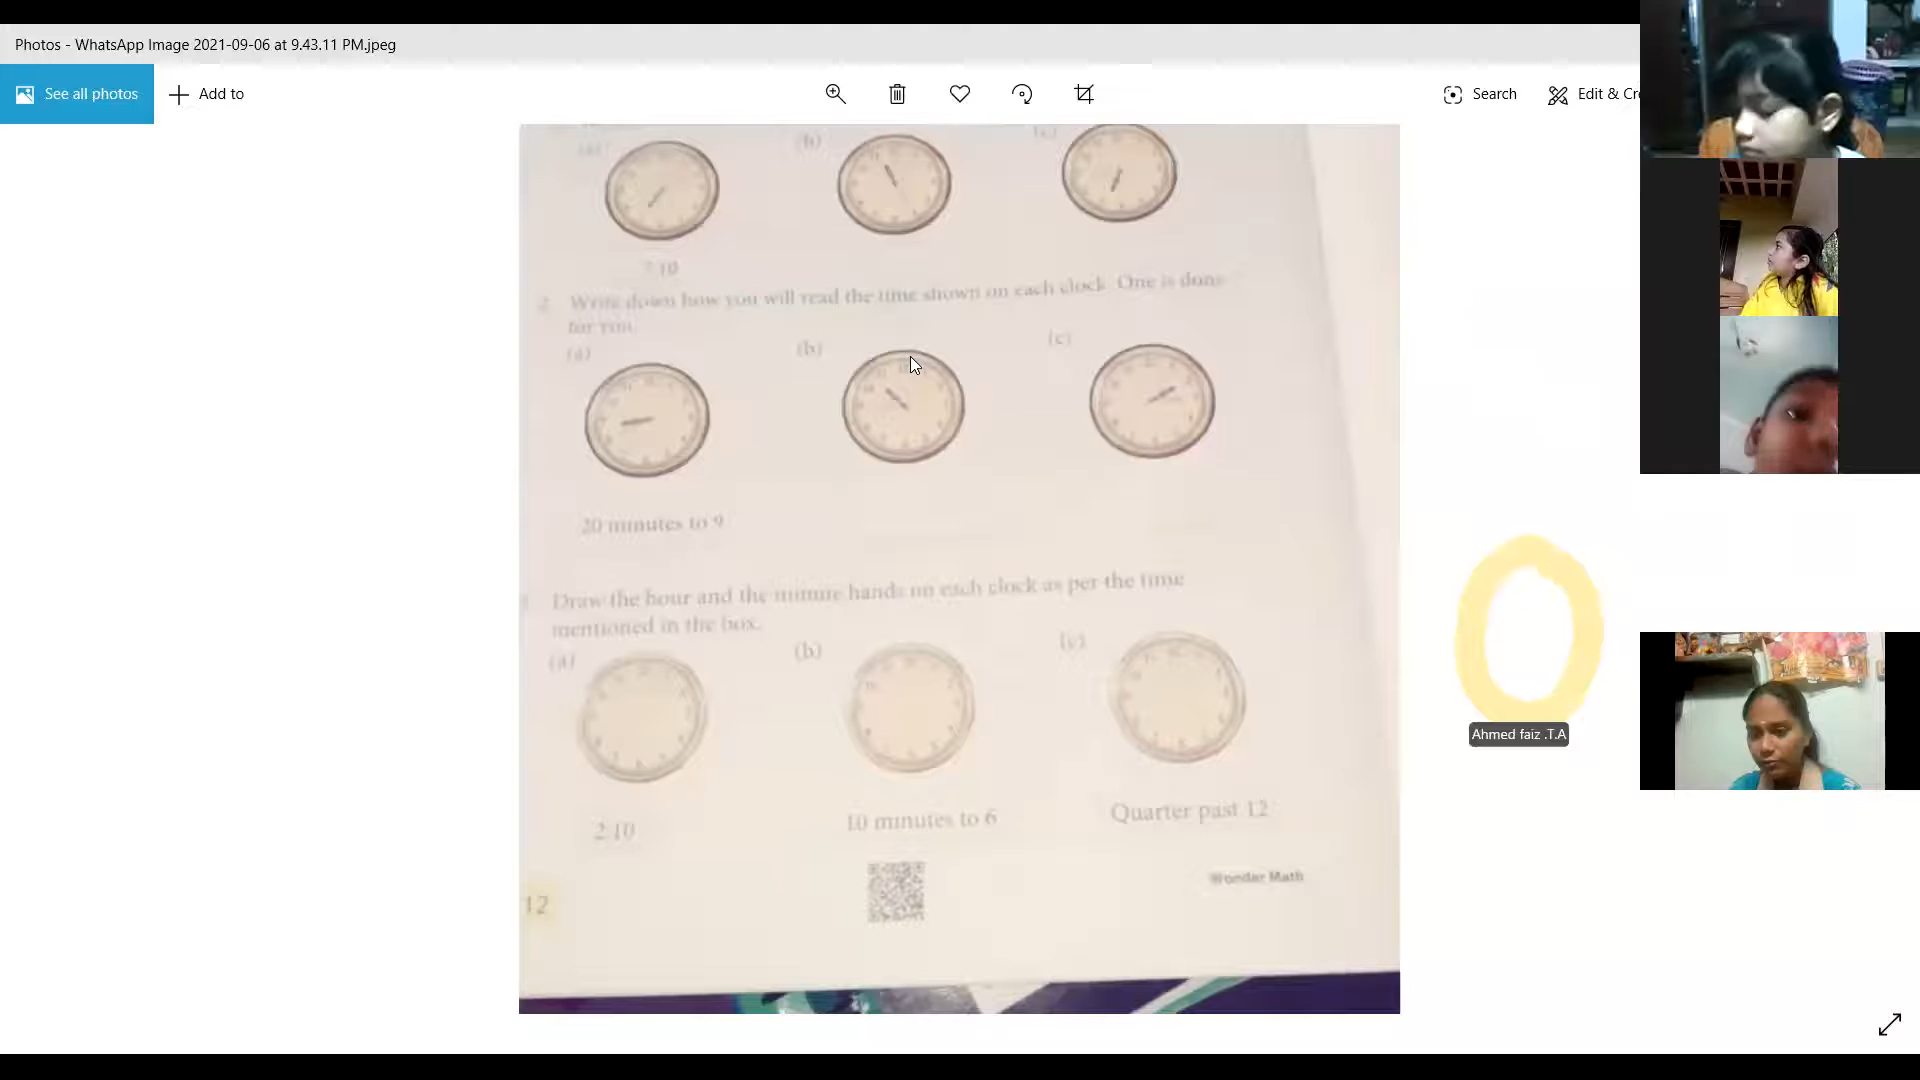 Photos - WhatsApp Image 2021-09-06 at 9.43.11 PM.jpeg
See all photos
Add to
Search
Edit & Cr
(b)
7:10
2. Write down how you will read the time shown on each clock. One is done
for you.
(a)
(b)
(c)
20 minutes to 9
Draw the hour and the minute hands on each clock as per the time
mentioned in the box.
(a)
(b)
(c)
Ahmed faiz .T.A
2:10
10 minutes to 6
Quarter past 12
Wonder Math
12